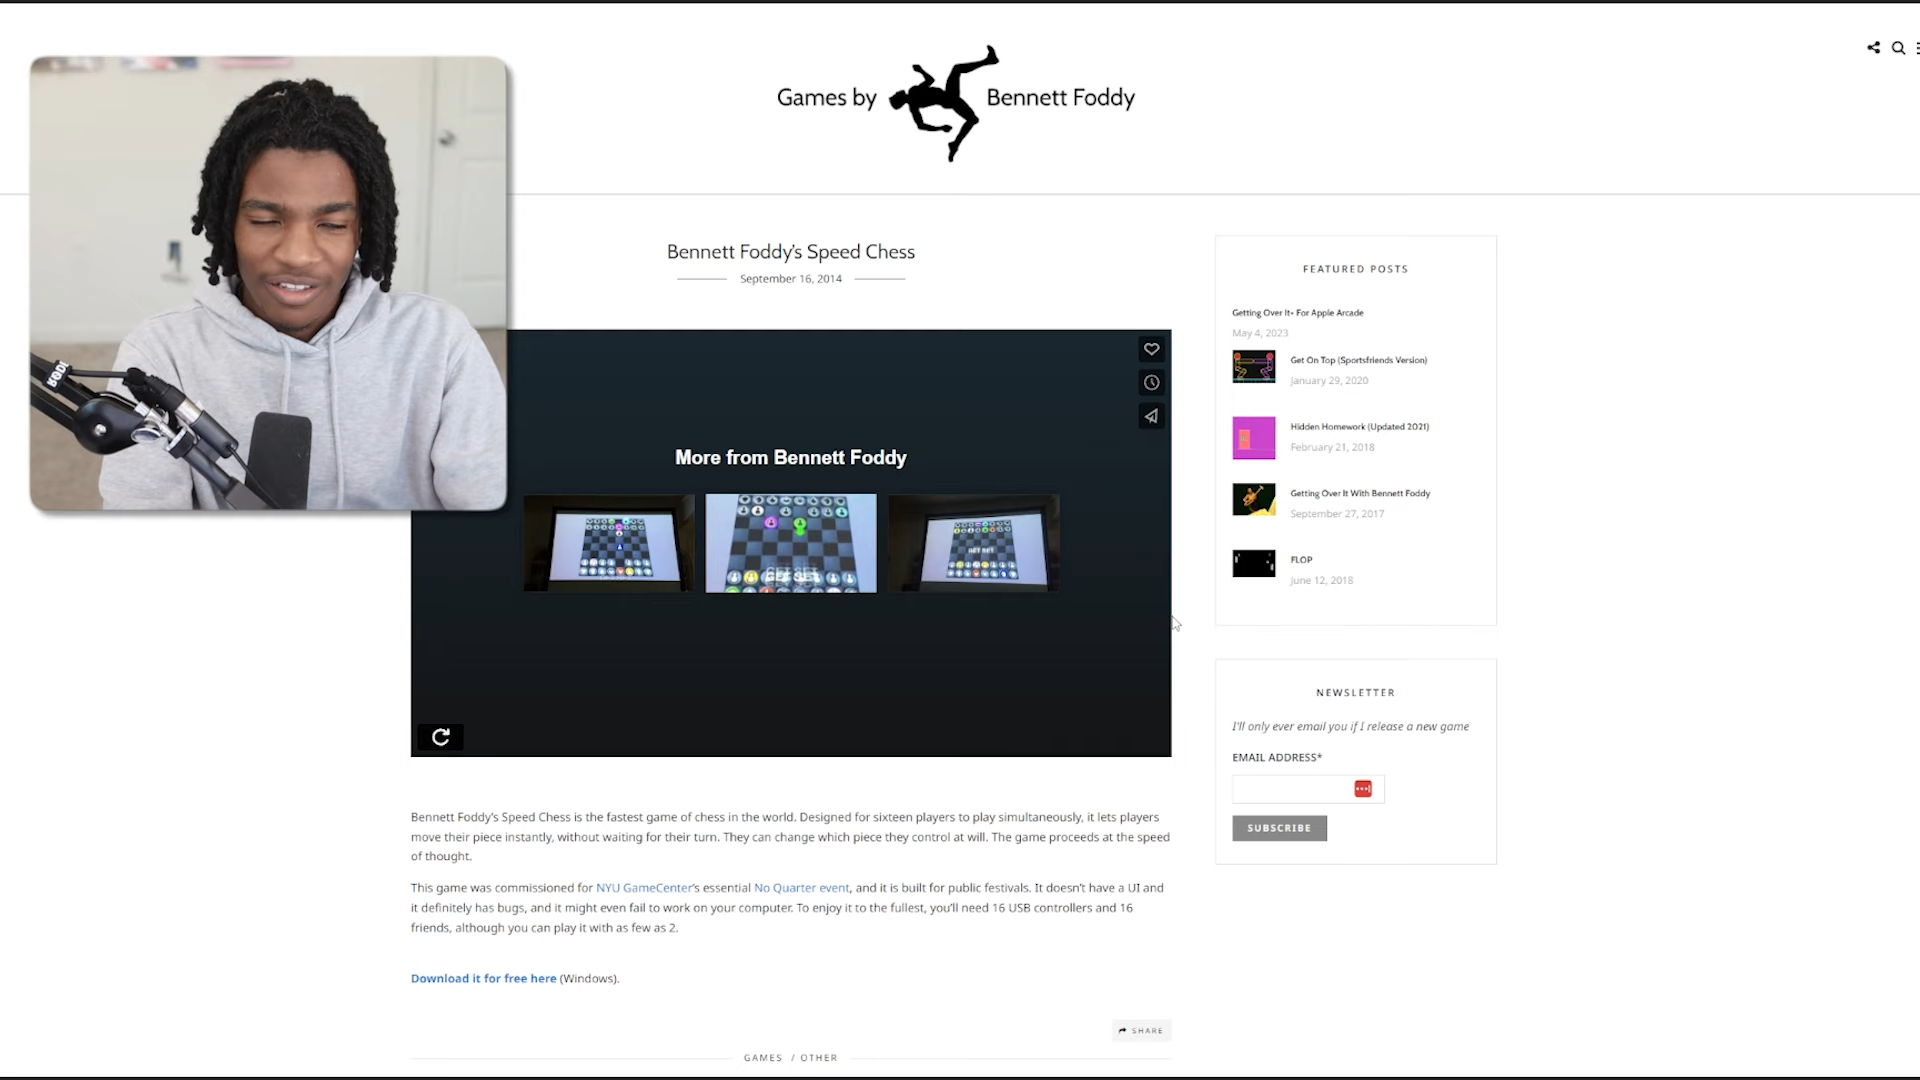 Games by Bennett Foddy
RODE
Bennett Foddy's Speed Chess
September 16, 2014
More from Bennett Foddy
GET SET
GET SET
Bennett Foddy's Speed Chess is the fastest game of chess in the world. Designed for sixteen players to play simultaneously, it lets players
move their piece instantly, without waiting for their turn. They can change which piece they control at will. The game proceeds at the speed
of thought.
This game was commissioned for NYU GameCenter's essential No Quarter event, and it is built for public festivals. It doesn't have a UI and
it definitely has bugs, and it might even fail to work on your computer. To enjoy it to the fullest, you'll need 16 USB controllers and 16
friends, although you can play it with as few as 2.
Download it for free here (Windows).
SHARE
GAMES / OTHER
FEATURED POSTS
Getting Over It+ For Apple Arcade
May 4, 2023
Get On Top (Sportsfriends Version)
January 29, 2020
Hidden Homework (Updated 2021)
February 21, 2018
Getting Over It With Bennett Foddy
September 27, 2017
FLOP
June 12, 2018
NEWSLETTER
I'll only ever email you if I release a new game
EMAIL ADDRESS*
SUBSCRIBE